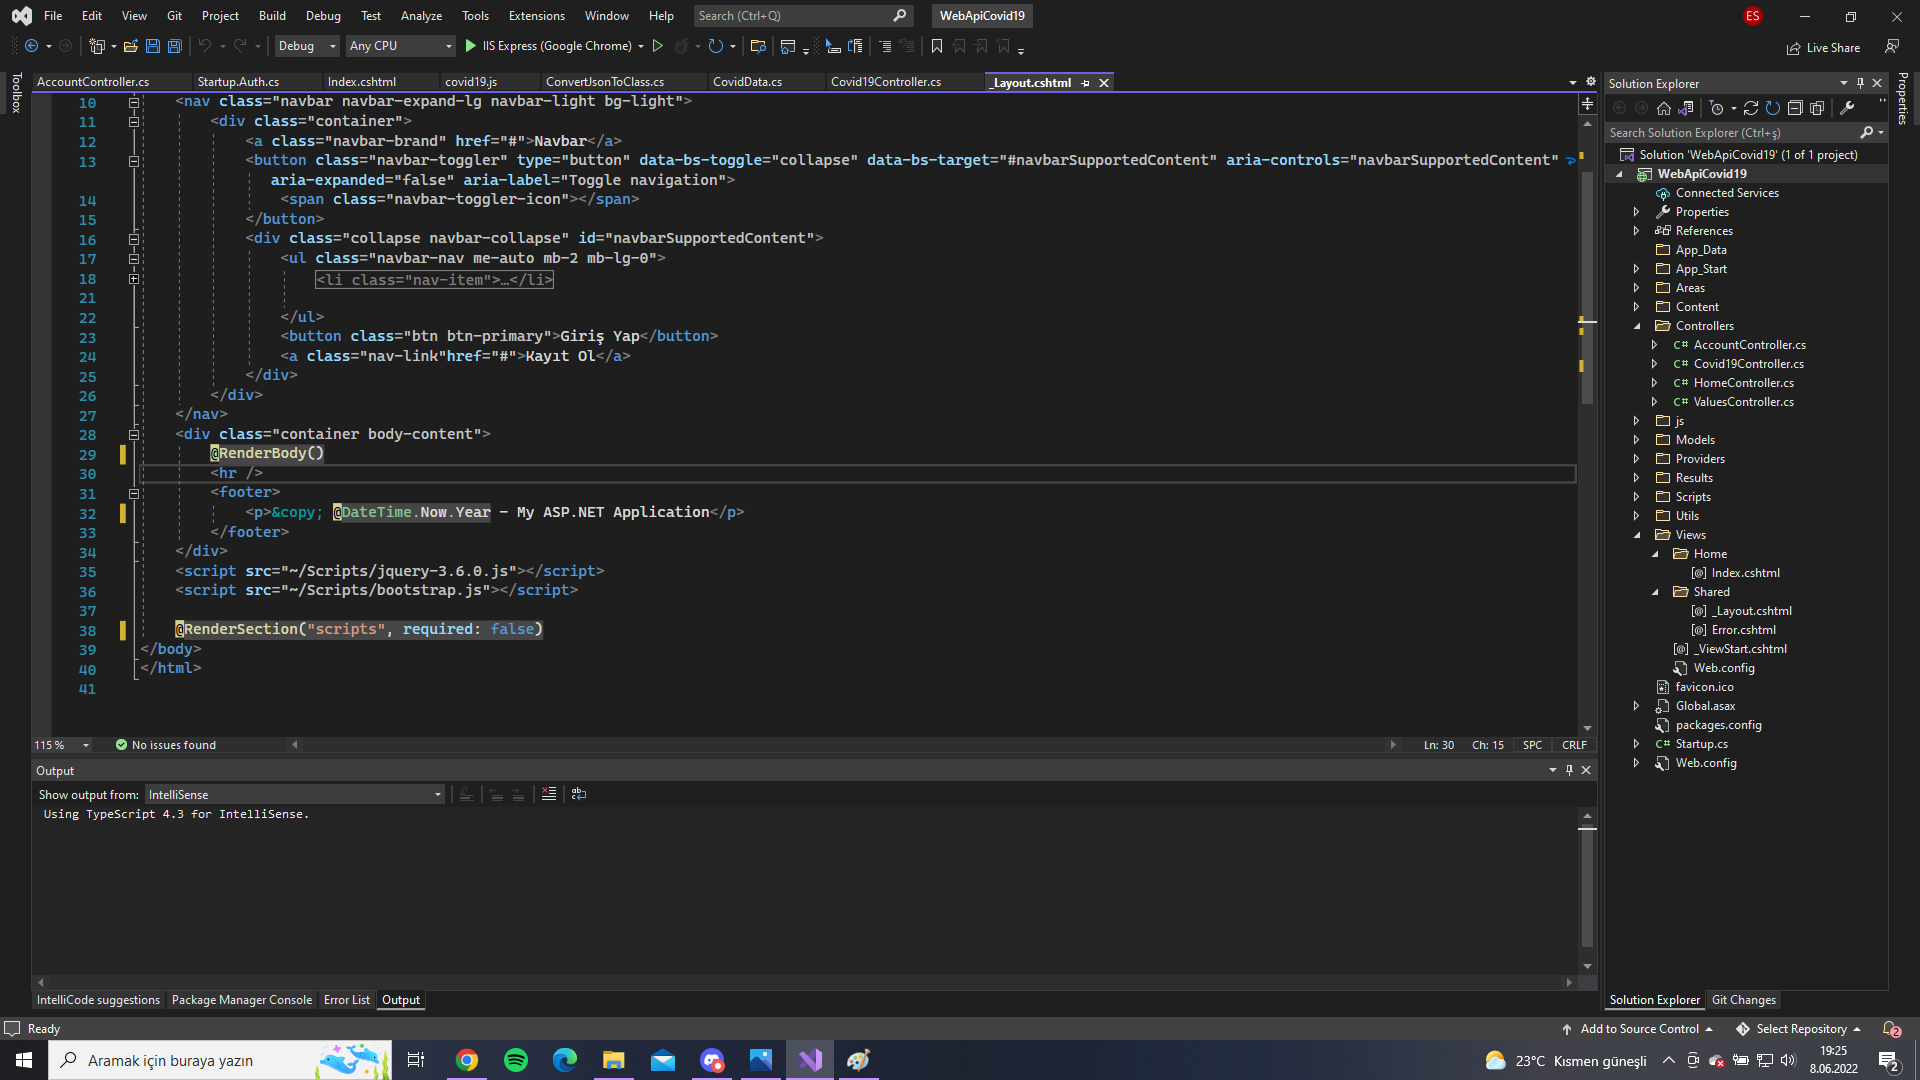 File Edit View Git Project Build Debug Test Analyze Tools Extensions Window Help Search (Ctrl+Q) WebApiCovid19 ES
Debug Any CPU IIS Express (Google Chrome) Live Share
Toolbox
AccountController.cs Startup.Auth.cs Index.cshtml covid19.js ConvertJsonToClass.cs CovidData.cs Covid19Controller.cs _Layout.cshtml
10 <nav class="navbar navbar-expand-lg navbar-light bg-light">
11 <div class="container">
12 <a class="navbar-brand" href="#">Navbar</a>
13 <button class="navbar-toggler" type="button" data-bs-toggle="collapse" data-bs-target="#navbarSupportedContent" aria-controls="navbarSupportedContent"
aria-expanded="false" aria-label="Toggle navigation">
14 <span class="navbar-toggler-icon"></span>
15 </button>
16 <div class="collapse navbar-collapse" id="navbarSupportedContent">
17 <ul class="navbar-nav me-auto mb-2 mb-lg-0">
18 <li class="nav-item">…</li>
21
22 </ul>
23 <button class="btn btn-primary">Giriş Yap</button>
24 <a class="nav-link"href="#">Kayıt Ol</a>
25 </div>
26 </div>
27 </nav>
28 <div class="container body-content">
29 @RenderBody()
30 <hr />
31 <footer>
32 <p>&copy; @DateTime.Now.Year - My ASP.NET Application</p>
33 </footer>
34 </div>
35 <script src="~/Scripts/jquery-3.6.0.js"></script>
36 <script src="~/Scripts/bootstrap.js"></script>
37
38 @RenderSection("scripts", required: false)
39 </body>
40 </html>
41
115 % No issues found Ln: 30 Ch: 15 SPC CRLF
Output
Show output from: IntelliSense
Using TypeScript 4.3 for IntelliSense.
IntelliCode suggestions Package Manager Console Error List Output
Solution Explorer
Search Solution Explorer (Ctrl+ş)
Solution 'WebApiCovid19' (1 of 1 project)
WebApiCovid19
Connected Services
Properties
References
App_Data
App_Start
Areas
Content
Controllers
C# AccountController.cs
C# Covid19Controller.cs
C# HomeController.cs
C# ValuesController.cs
js
Models
Providers
Results
Scripts
Utils
Views
Home
[@] Index.cshtml
Shared
[@] _Layout.cshtml
[@] Error.cshtml
[@] _ViewStart.cshtml
Web.config
favicon.ico
Global.asax
packages.config
C# Startup.cs
Web.config
Solution Explorer Git Changes
Properties
Ready Add to Source Control Select Repository 2
Aramak için buraya yazın 23°C Kısmen güneşli 19:25
8.06.2022 2